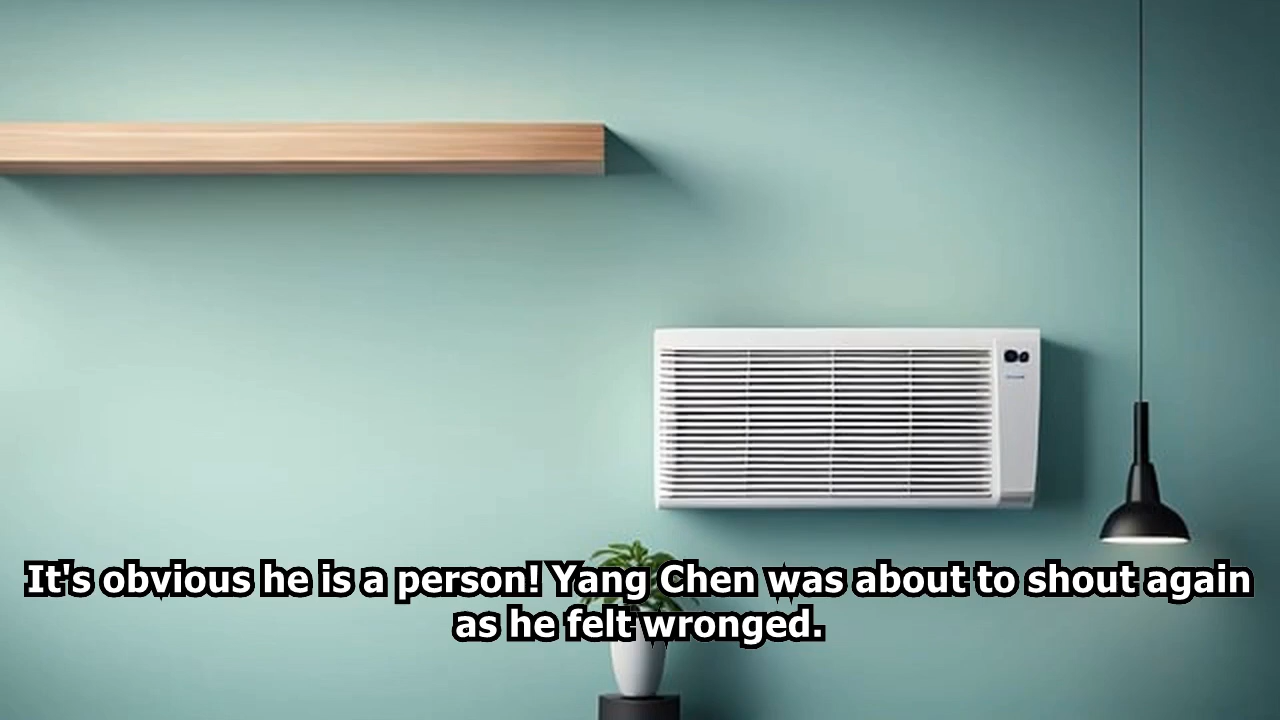 It's obvious he is a person! Yang Chen was about to shout again
as he felt wronged.